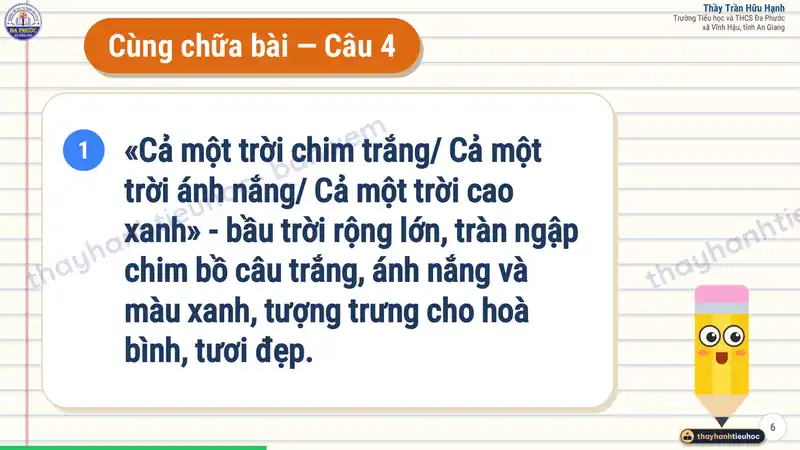 Thầy Trần Hữu Hạnh
Trường Tiểu học và THCS Đa Phước
xã Vĩnh Hậu, tỉnh An Giang
ĐA PHƯỚC
Cùng chữa bài – Câu 4
1
«Cả một trời chim trắng/ Cả một
trời ánh nắng/ Cả một trời cao
xanh» - bầu trời rộng lớn, tràn ngập
chim bồ câu trắng, ánh nắng và
màu xanh, tượng trưng cho hoà
bình, tươi đẹp.
thayhanhtieuhoc
6